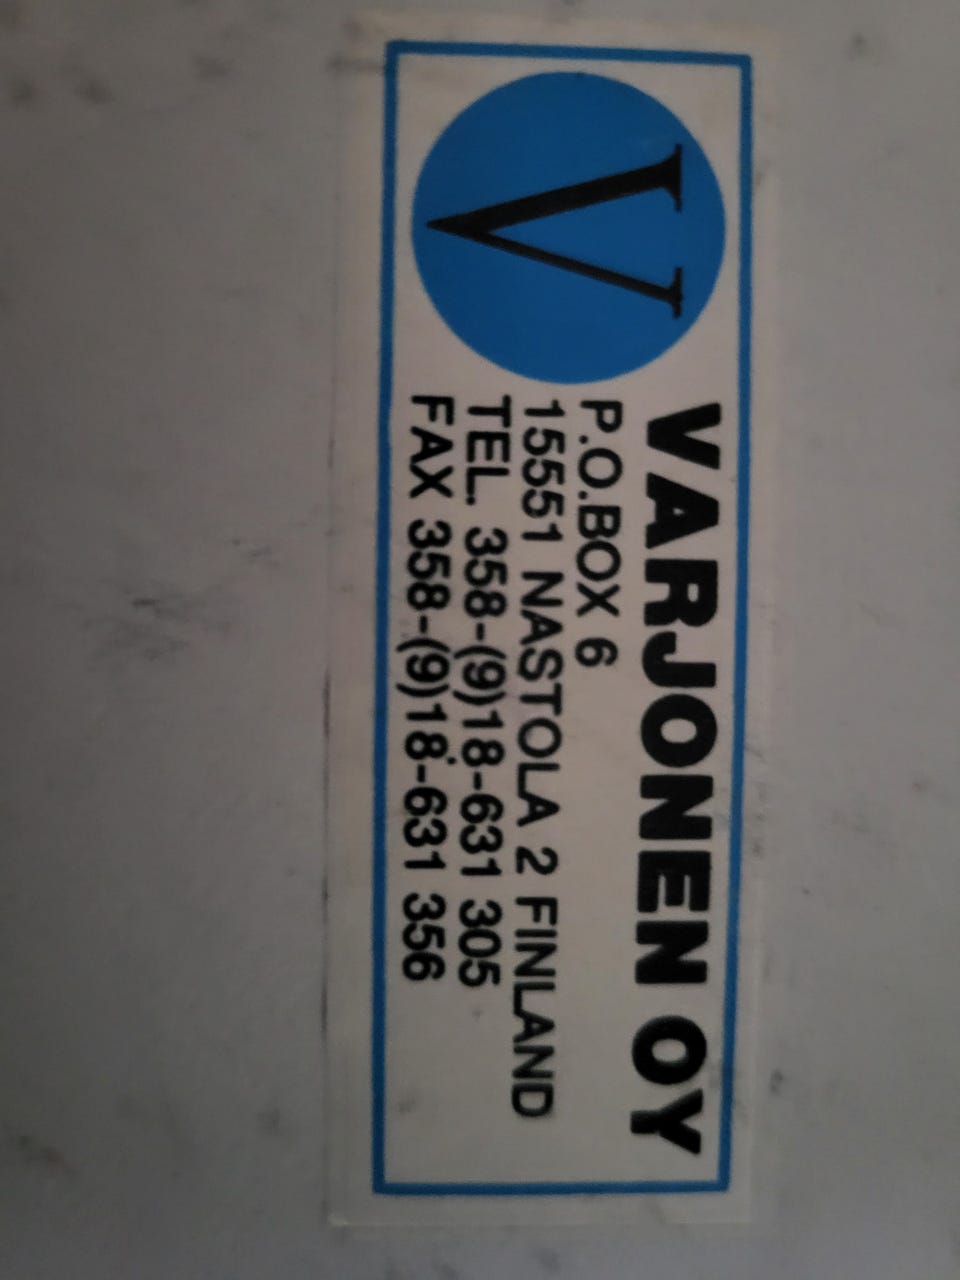 V
VARJONEN OY
P.O.BOX 6
15551 NASTOLA 2 FINLAND
TEL. 358-(9)18-631 305
FAX 358-(9)18-631 356